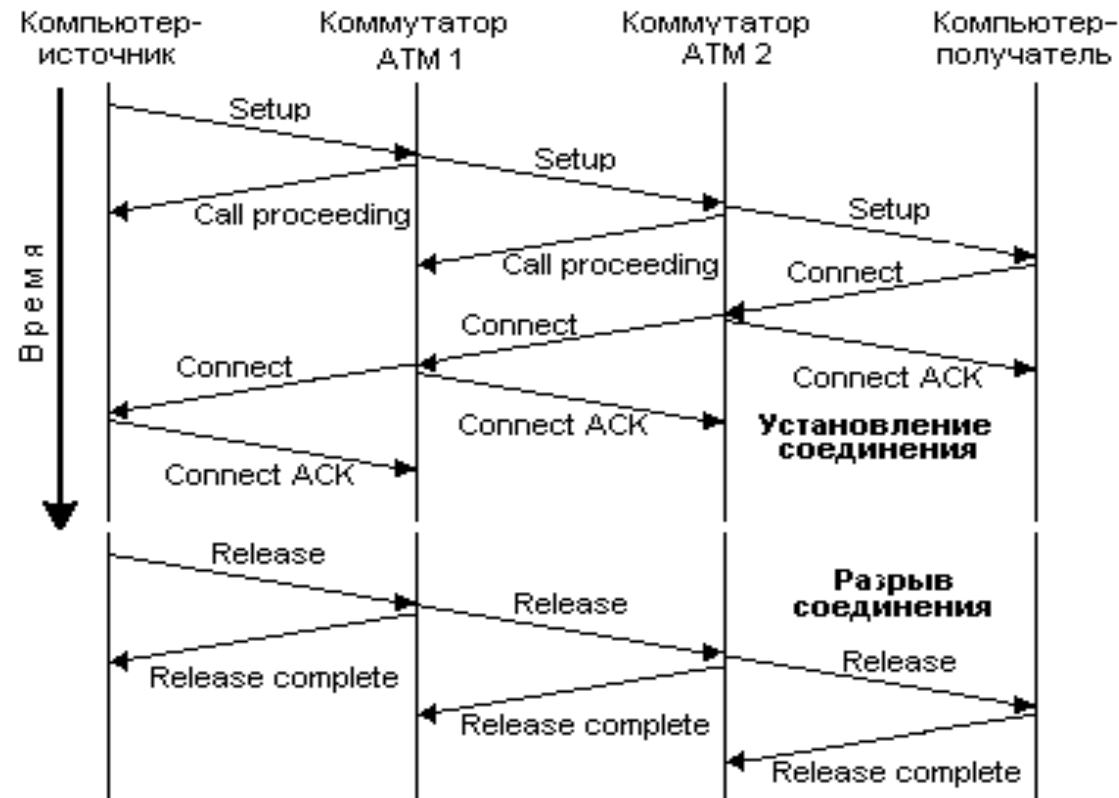 Компьютер-
источник
Коммутатор
АТМ 1
Коммутатор
АТМ 2
Компьютер-
получатель
Setup
Setup
Call proceeding
Setup
Call proceeding
Connect
Connect
Connect
Connect ACK
Connect ACK
Установление
соединения
Connect ACK
Время
Release
Разрыв
соединения
Release
Release
Release complete
Release complete
Release complete